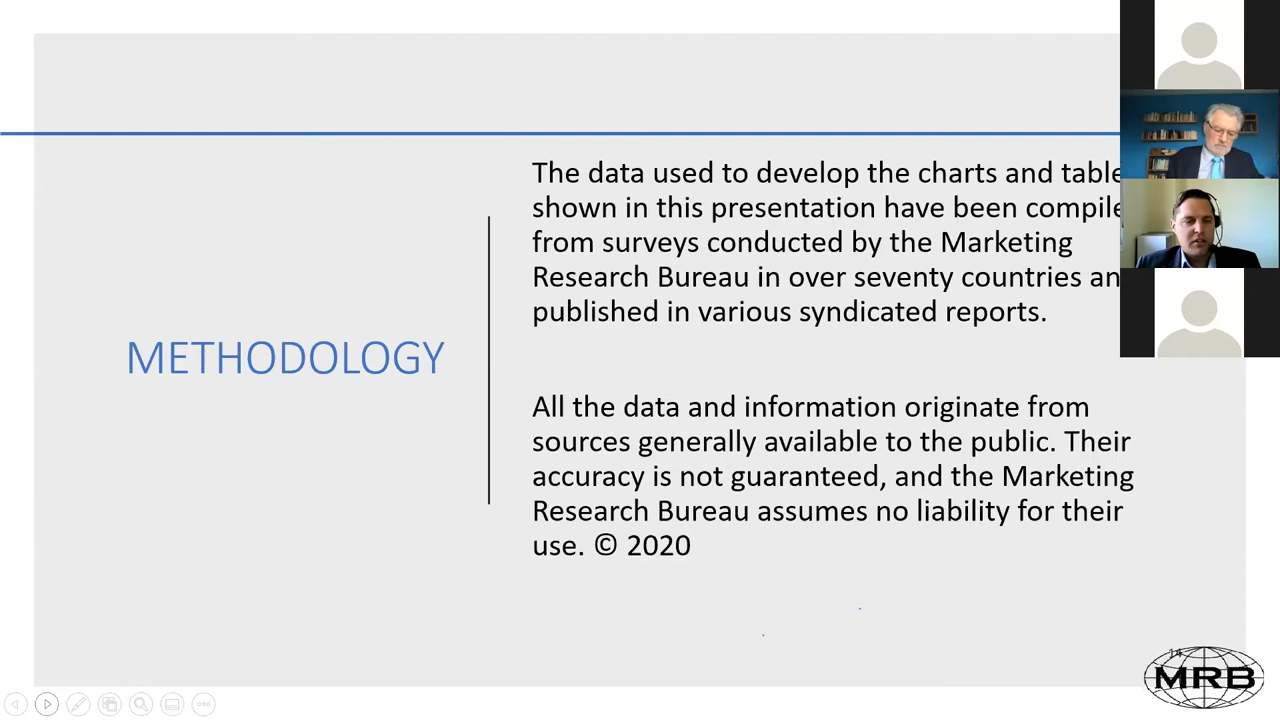 METHODOLOGY
The data used to develop the charts and table
shown in this presentation have been compile
from surveys conducted by the Marketing
Research Bureau in over seventy countries an
published in various syndicated reports.
All the data and information originate from
sources generally available to the public. Their
accuracy is not guaranteed, and the Marketing
Research Bureau assumes no liability for their
use. © 2020
MRB